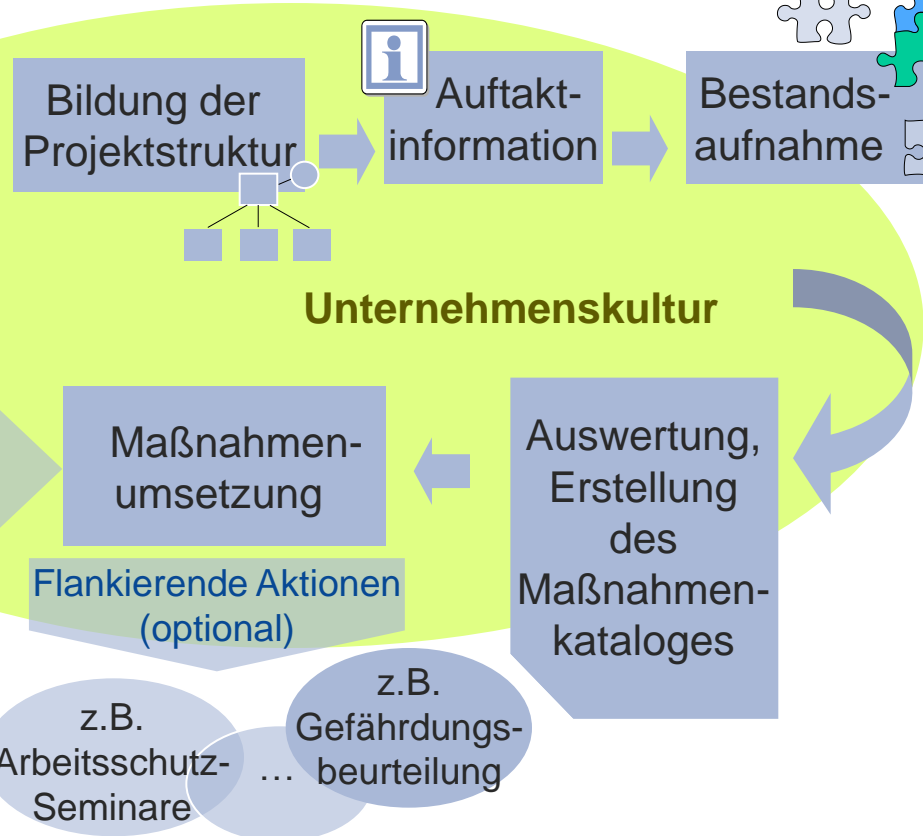 Bildung der
Projektstruktur
Auftakt-
information
Bestands-
aufnahme
Unternehmenskultur
Maßnahmen-
umsetzung
Auswertung,
Erstellung
des
Maßnahmen-
kataloges
Flankierende Aktionen
(optional)
z.B.
Arbeitsschutz-
Seminare
…
z.B.
Gefährdungs-
beurteilung